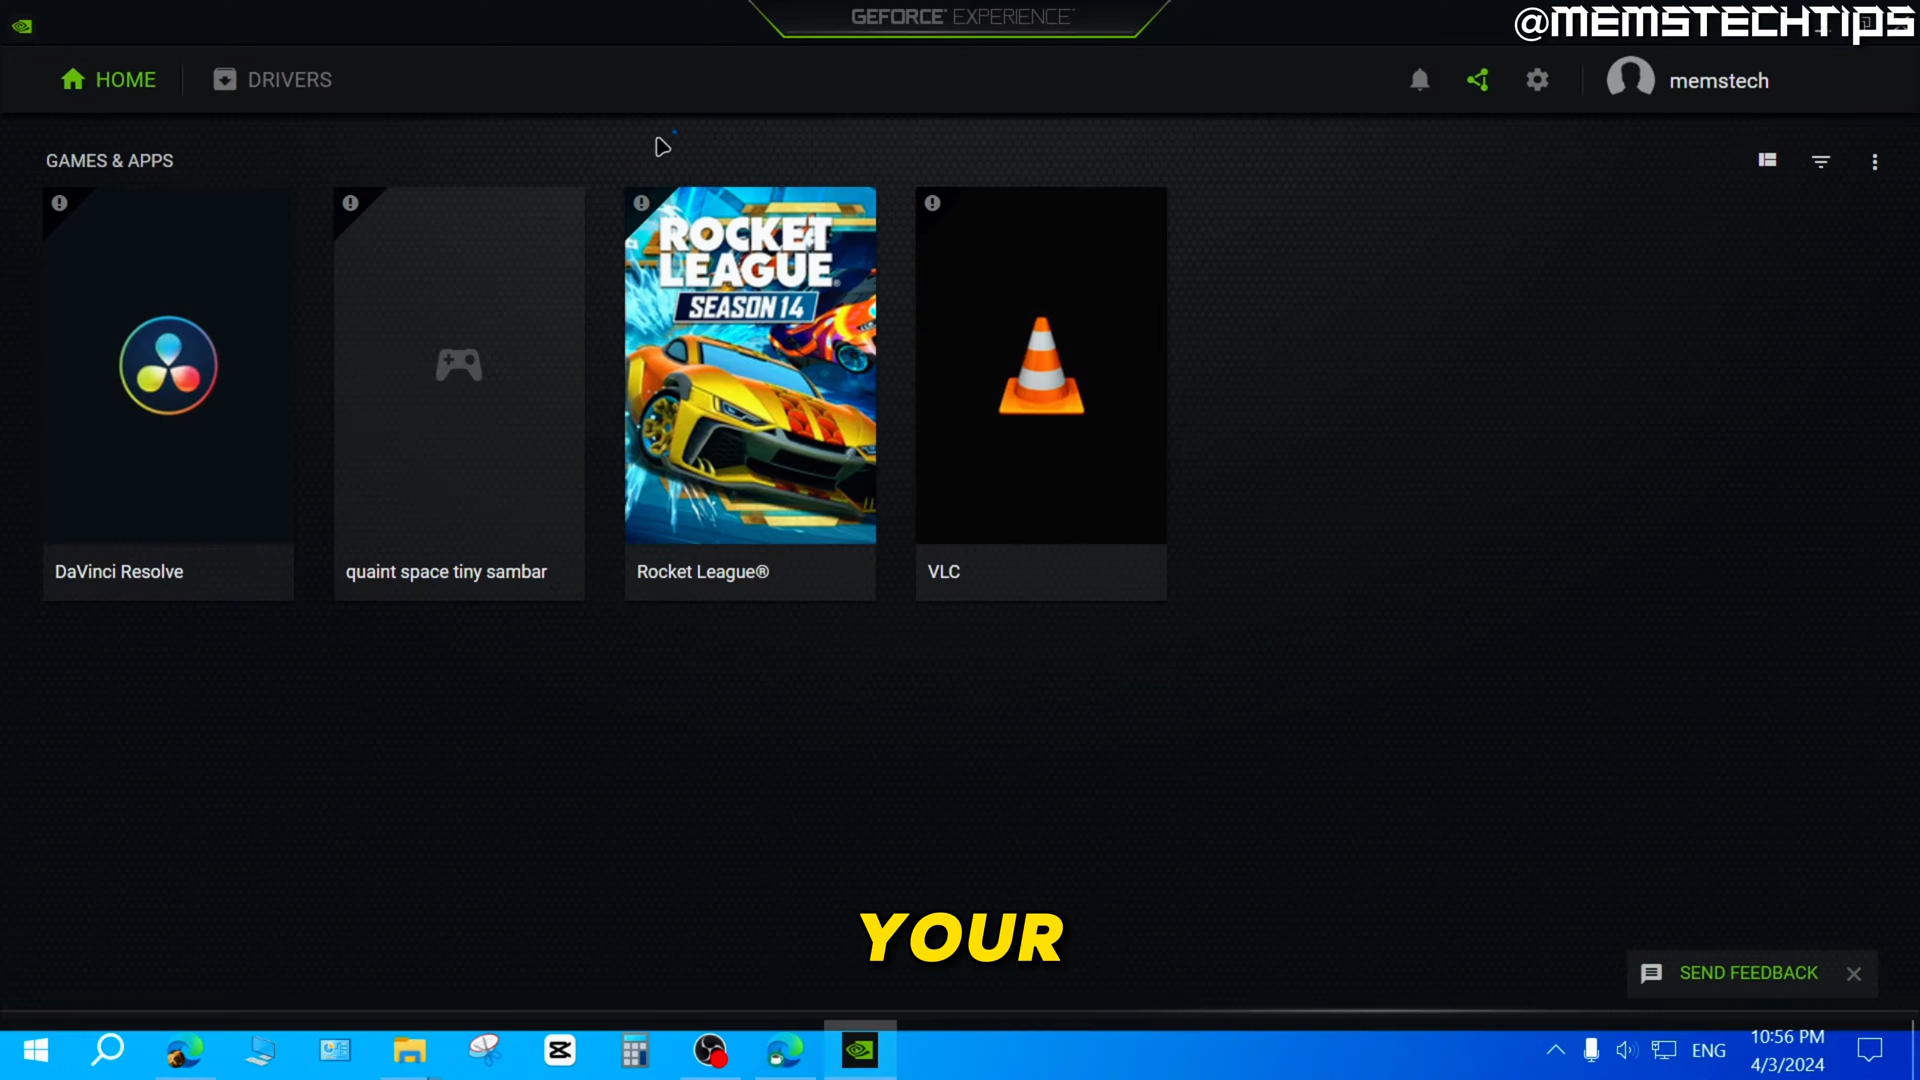 GEFORCE® EXPERIENCE™
@MEMSTECHTIPS
HOME
DRIVERS
memstech
GAMES & APPS
ROCKET
LEAGUE®
SEASON 14
DaVinci Resolve
quaint space tiny sambar
Rocket League®
VLC
YOUR
SEND FEEDBACK
ENG
10:56 PM
4/3/2024